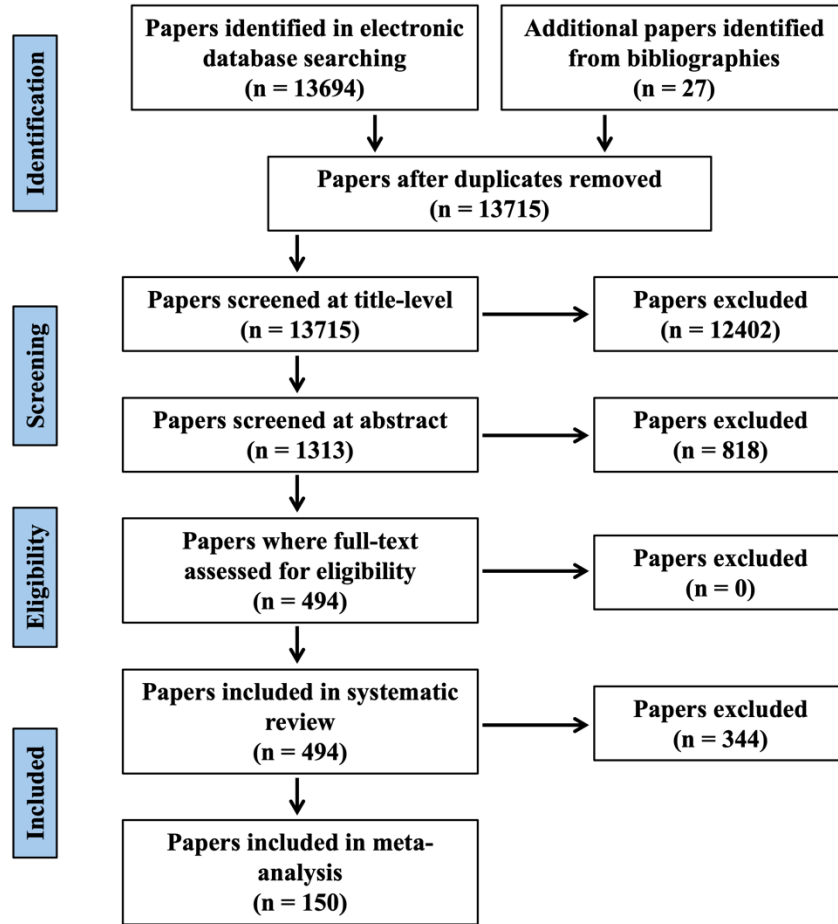 Identification
Papers identified in electronic
database searching
(n = 13694)
Additional papers identified
from bibliographies
(n = 27)
Papers after duplicates removed
(n = 13715)
Screening
Papers screened at title-level
(n = 13715)
Papers excluded
(n = 12402)
Papers screened at abstract
(n = 1313)
Papers excluded
(n = 818)
Eligibility
Papers where full-text
assessed for eligibility
(n = 494)
Papers excluded
(n = 0)
Included
Papers included in systematic
review
(n = 494)
Papers excluded
(n = 344)
Papers included in meta-
analysis
(n = 150)